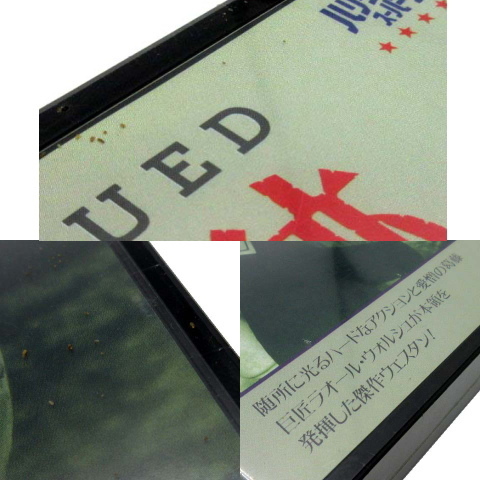 UED
随所に光るハードなアクションと愛憎の葛藤
巨匠ラオール・ウォルシュが本領を
発揮した傑作ウェスタン!